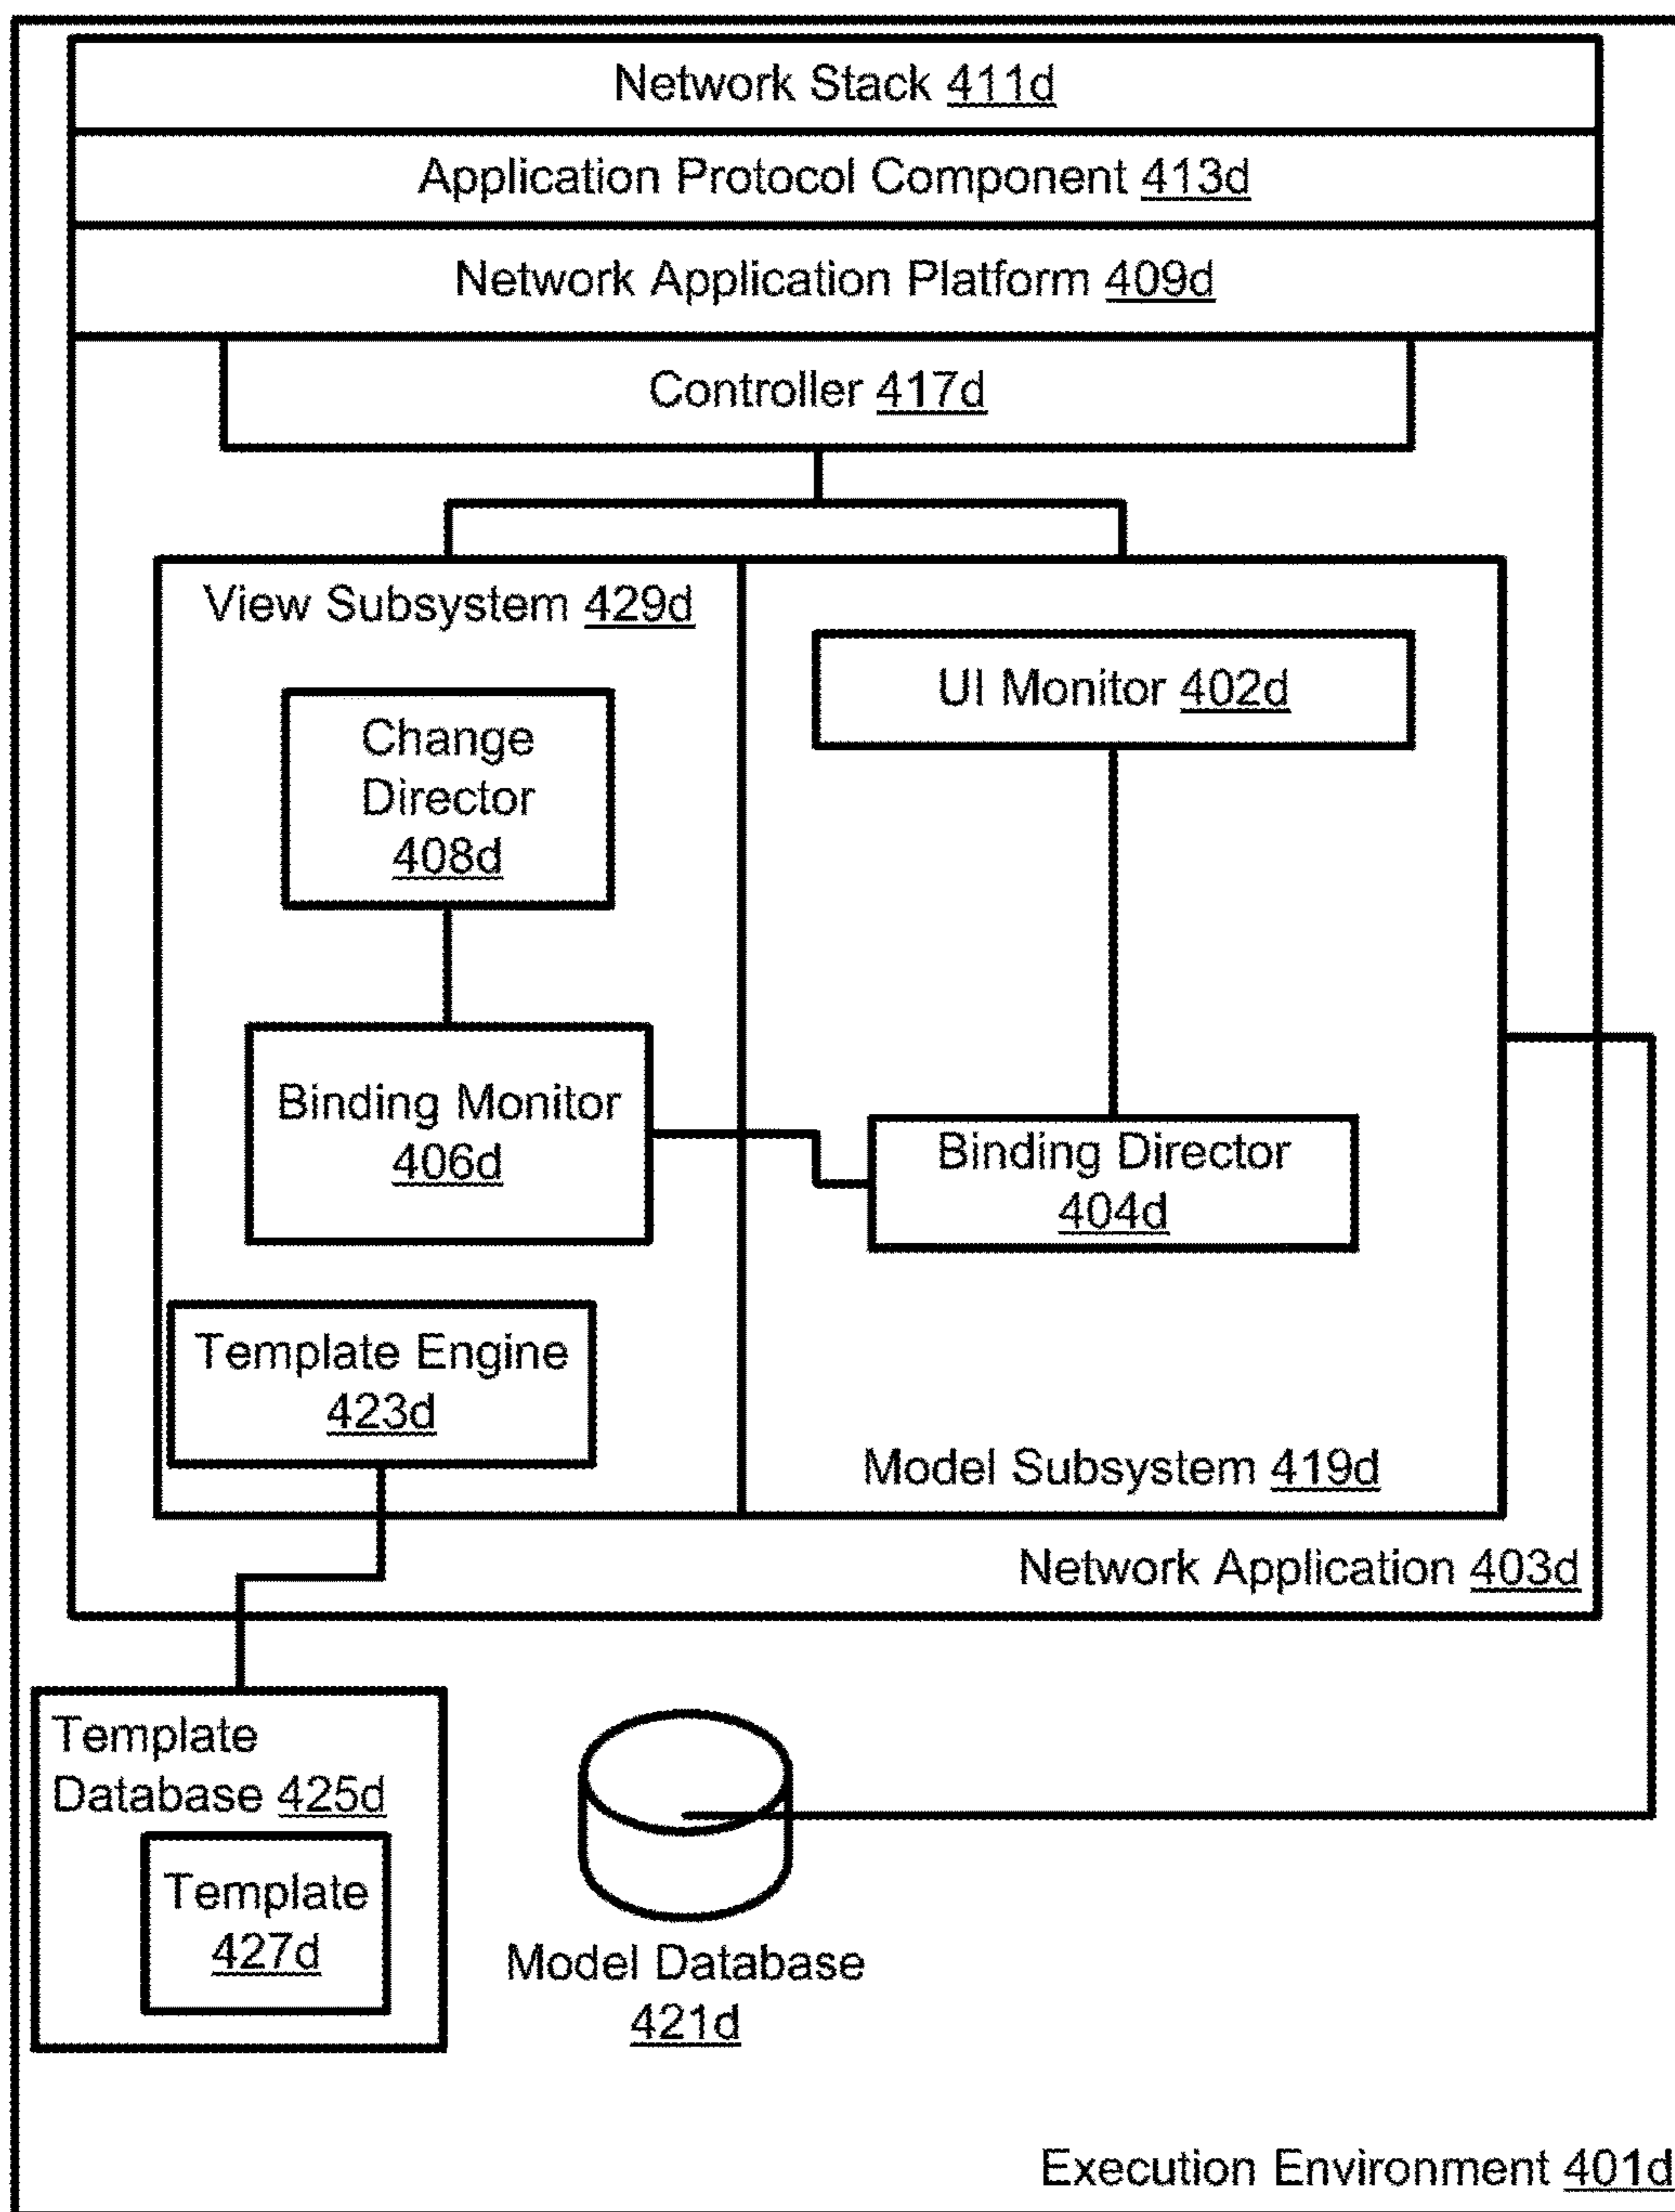 Network Stack 411d
Application Protocol Component 413d
Network Application Platform 409d
Controller 417d
View Subsystem 429d
UI Monitor 402d
Change
Director
408d
Binding Monitor
406d
Binding Director
404d
Template Engine
423d
Model Subsystem 419d
Network Application 403d
Template
Database 425d
Template
427d
Model Database
421d
Execution Environment 401d